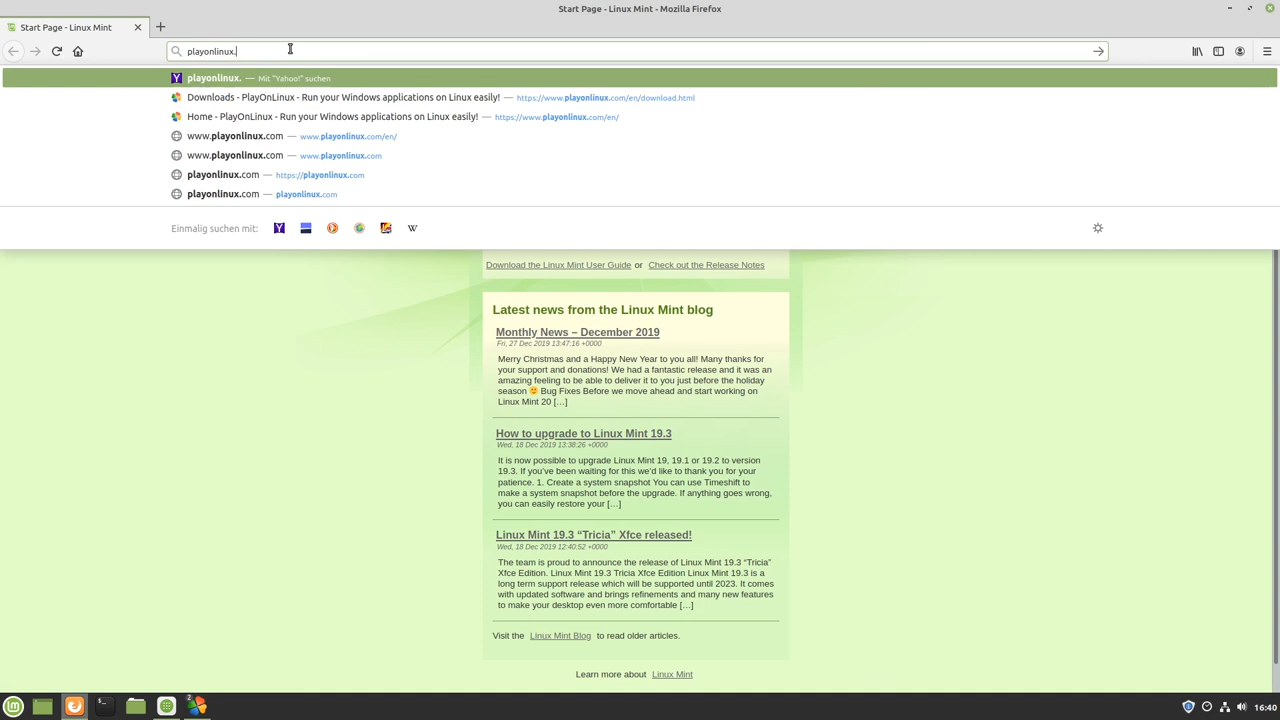 Start Page - Linux Mint - Mozilla Firefox
Start Page - Linux Mint
playonlinux.
playonlinux. — Mit "Yahoo!" suchen
Downloads - PlayOnLinux - Run your Windows applications on Linux easily! — https://www.playonlinux.com/en/download.html
Home - PlayOnLinux - Run your Windows applications on Linux easily! — https://www.playonlinux.com/en/
www.playonlinux.com — www.playonlinux.com/en/
www.playonlinux.com — www.playonlinux.com
playonlinux.com — https://playonlinux.com
playonlinux.com — playonlinux.com
Einmalig suchen mit:
Download the Linux Mint User Guide or Check out the Release Notes
Latest news from the Linux Mint blog
Monthly News – December 2019
Fri, 27 Dec 2019 13:47:16 +0000
Merry Christmas and a Happy New Year to you all! Many thanks for
your support and donations! We had a fantastic release and it was an
amazing feeling to be able to deliver it to you just before the holiday
season 🙂 Bug Fixes Before we move ahead and start working on
Linux Mint 20 […]
How to upgrade to Linux Mint 19.3
Wed, 18 Dec 2019 13:38:26 +0000
It is now possible to upgrade Linux Mint 19, 19.1 or 19.2 to version
19.3. If you’ve been waiting for this we’d like to thank you for your
patience. 1. Create a system snapshot You can use Timeshift to
make a system snapshot before the upgrade. If anything goes wrong,
you can easily restore your […]
Linux Mint 19.3 “Tricia” Xfce released!
Wed, 18 Dec 2019 12:40:52 +0000
The team is proud to announce the release of Linux Mint 19.3 “Tricia”
Xfce Edition. Linux Mint 19.3 Tricia Xfce Edition Linux Mint 19.3 is a
long term support release which will be supported until 2023. It comes
with updated software and brings refinements and many new features
to make your desktop even more comfortable […]
Visit the Linux Mint Blog to read older articles.
Learn more about Linux Mint
2
16:40